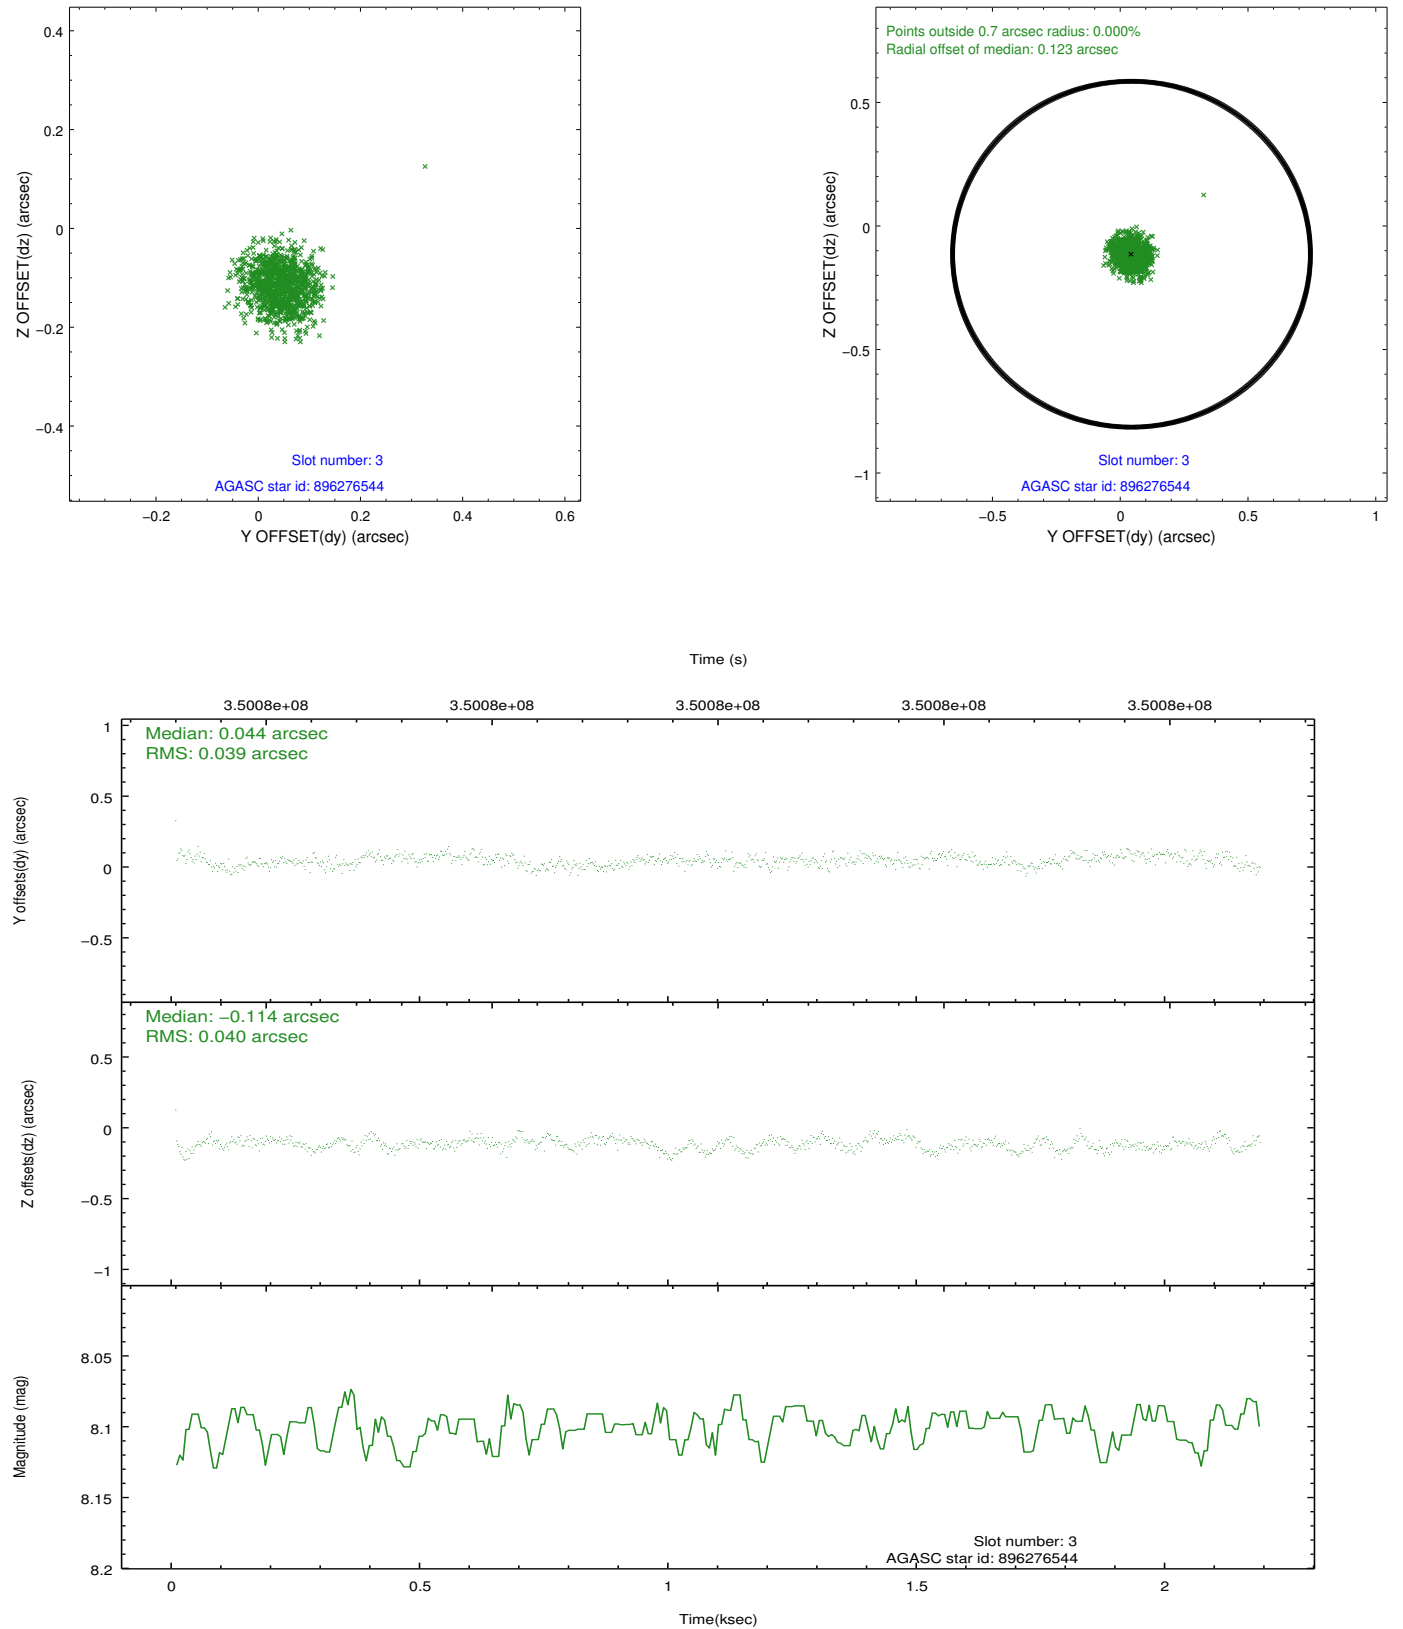 0.4
0.2
0
−0.2
−0.4
Z OFFSET(dz) (arcsec)
Slot number: 3
AGASC star id: 896276544
−0.2 0 0.2 0.4 0.6
Y OFFSET(dy) (arcsec)
Points outside 0.7 arcsec radius: 0.000%
Radial offset of median: 0.123 arcsec
0.5
0
−0.5
−1
Z OFFSET(dz) (arcsec)
Slot number: 3
AGASC star id: 896276544
−0.5 0 0.5 1
Y OFFSET(dy) (arcsec)
Time (s)
3.5008e+08 3.5008e+08 3.5008e+08 3.5008e+08 3.5008e+08
Median: 0.044 arcsec
RMS: 0.039 arcsec
1
0.5
0
−0.5
Y offsets(dy) (arcsec)
Median: −0.114 arcsec
RMS: 0.040 arcsec
0.5
0
−0.5
−1
Z offsets(dz) (arcsec)
8.05
8.1
8.15
8.2
Magnitude (mag)
Slot number: 3
AGASC star id: 896276544
0 0.5 1 1.5 2
Time(ksec)